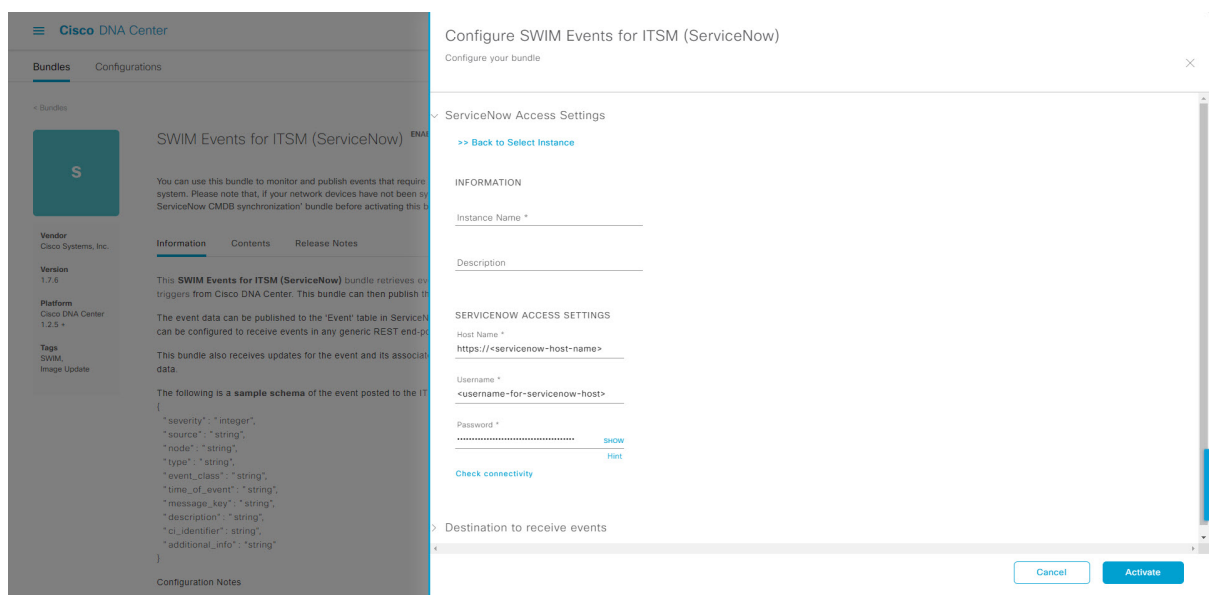 Cisco DNA Center
Bundles Configurations
< Bundles
S
SWIM Events for ITSM (ServiceNow) ENAB
You can use this bundle to monitor and publish events that require
system. Please note that, if your network devices have not been sy
ServiceNow CMDB synchronization' bundle before activating this b
Vendor
Cisco Systems, Inc.
Version
1.7.6
Platform
Cisco DNA Center
1.2.5 +
Tags
SWIM,
Image Update
Information Contents Release Notes
This SWIM Events for ITSM (ServiceNow) bundle retrieves ev
triggers from Cisco DNA Center. This bundle can then publish th
The event data can be published to the 'Event' table in ServiceN
can be configured to receive events in any generic REST end-po
This bundle also receives updates for the event and its associate
data.
The following is a sample schema of the event posted to the IT
{
"severity" : "integer",
"source" : "string",
"node" : "string",
"type" : "string",
"event_class" : "string",
"time_of_event" : "string",
"message_key" : "string",
"description" : "string",
"ci_identifier" : string",
"additional_info" : "string"
}
Configuration Notes
Configure SWIM Events for ITSM (ServiceNow)
Configure your bundle
ServiceNow Access Settings
>> Back to Select Instance
INFORMATION
Instance Name *
Description
SERVICENOW ACCESS SETTINGS
Host Name *
https://<servicenow-host-name>
Username *
<username-for-servicenow-host>
Password *
SHOW
Hint
Check connectivity
Destination to receive events
Cancel Activate